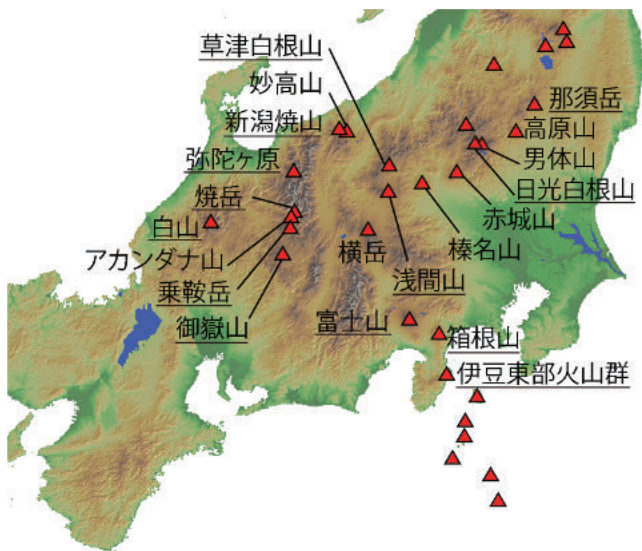 草津白根山
妙高山
新潟焼山
弥陀ヶ原
焼岳
白山
アカンダナ山
乗鞍岳
御嶽山
那須岳
高原山
男体山
日光白根山
赤城山
榛名山
横岳
浅間山
富士山
箱根山
伊豆東部火山群